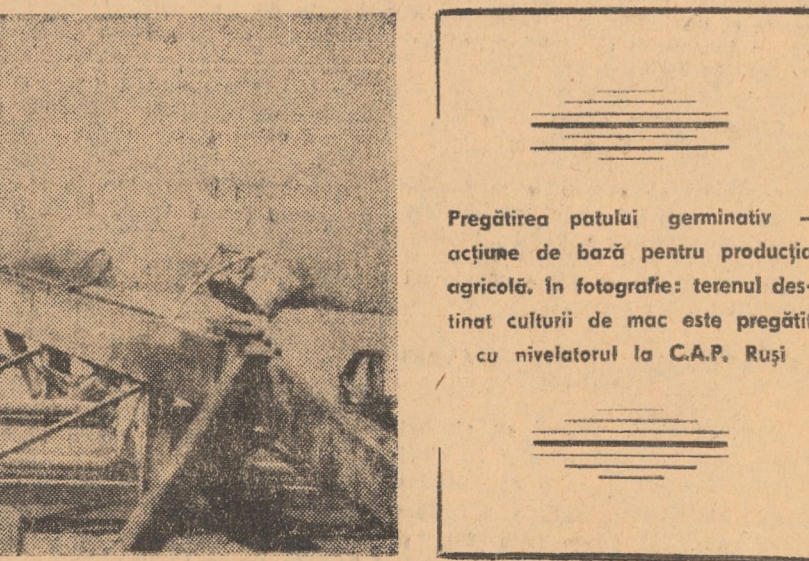 Pregătirea patului germinativ –
acțiune de bază pentru producția
agricolă. În fotografie: terenul des-
tinat culturii de mac este pregătit
cu nivelatorul la C.A.P. Ruși